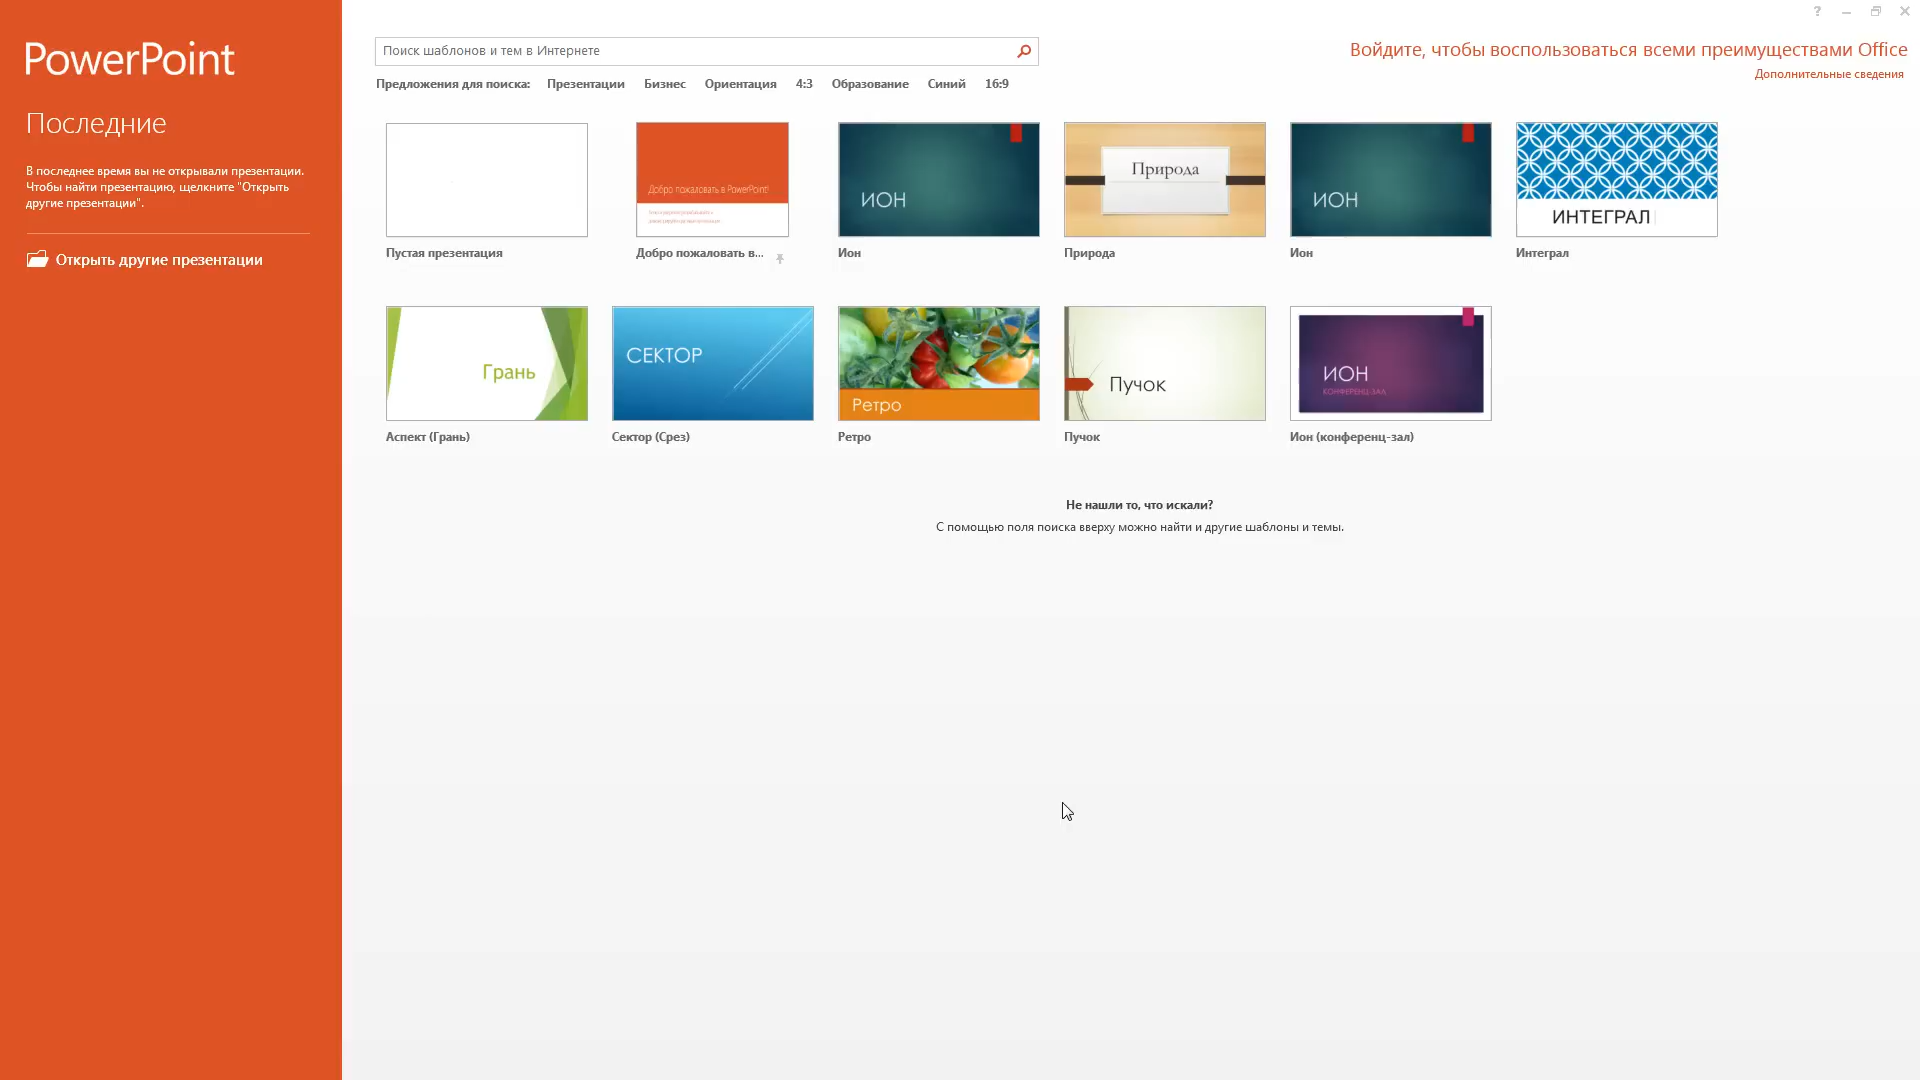 PowerPoint
Последние
В последнее время вы не открывали презентации.
Чтобы найти презентацию, щелкните "Открыть
другие презентации".
Открыть другие презентации
?
Поиск шаблонов и тем в Интернете
Войдите, чтобы воспользоваться всеми преимуществами Office
Дополнительные сведения
Предложения для поиска: Презентации Бизнес Ориентация 4:3 Образование Синий 16:9
Добро пожаловать в PowerPoint!
ИОН
Природа
ИОН
ИНТЕГРАЛ
Пустая презентация
Добро пожаловать в...
Ион
Природа
Ион
Интеграл
Грань
СЕКТОР
Ретро
Пучок
ИОН
КОНФЕРЕНЦ-ЗАЛ
Аспект (Грань)
Сектор (Срез)
Ретро
Пучок
Ион (конференц-зал)
Не нашли то, что искали?
С помощью поля поиска вверху можно найти и другие шаблоны и темы.